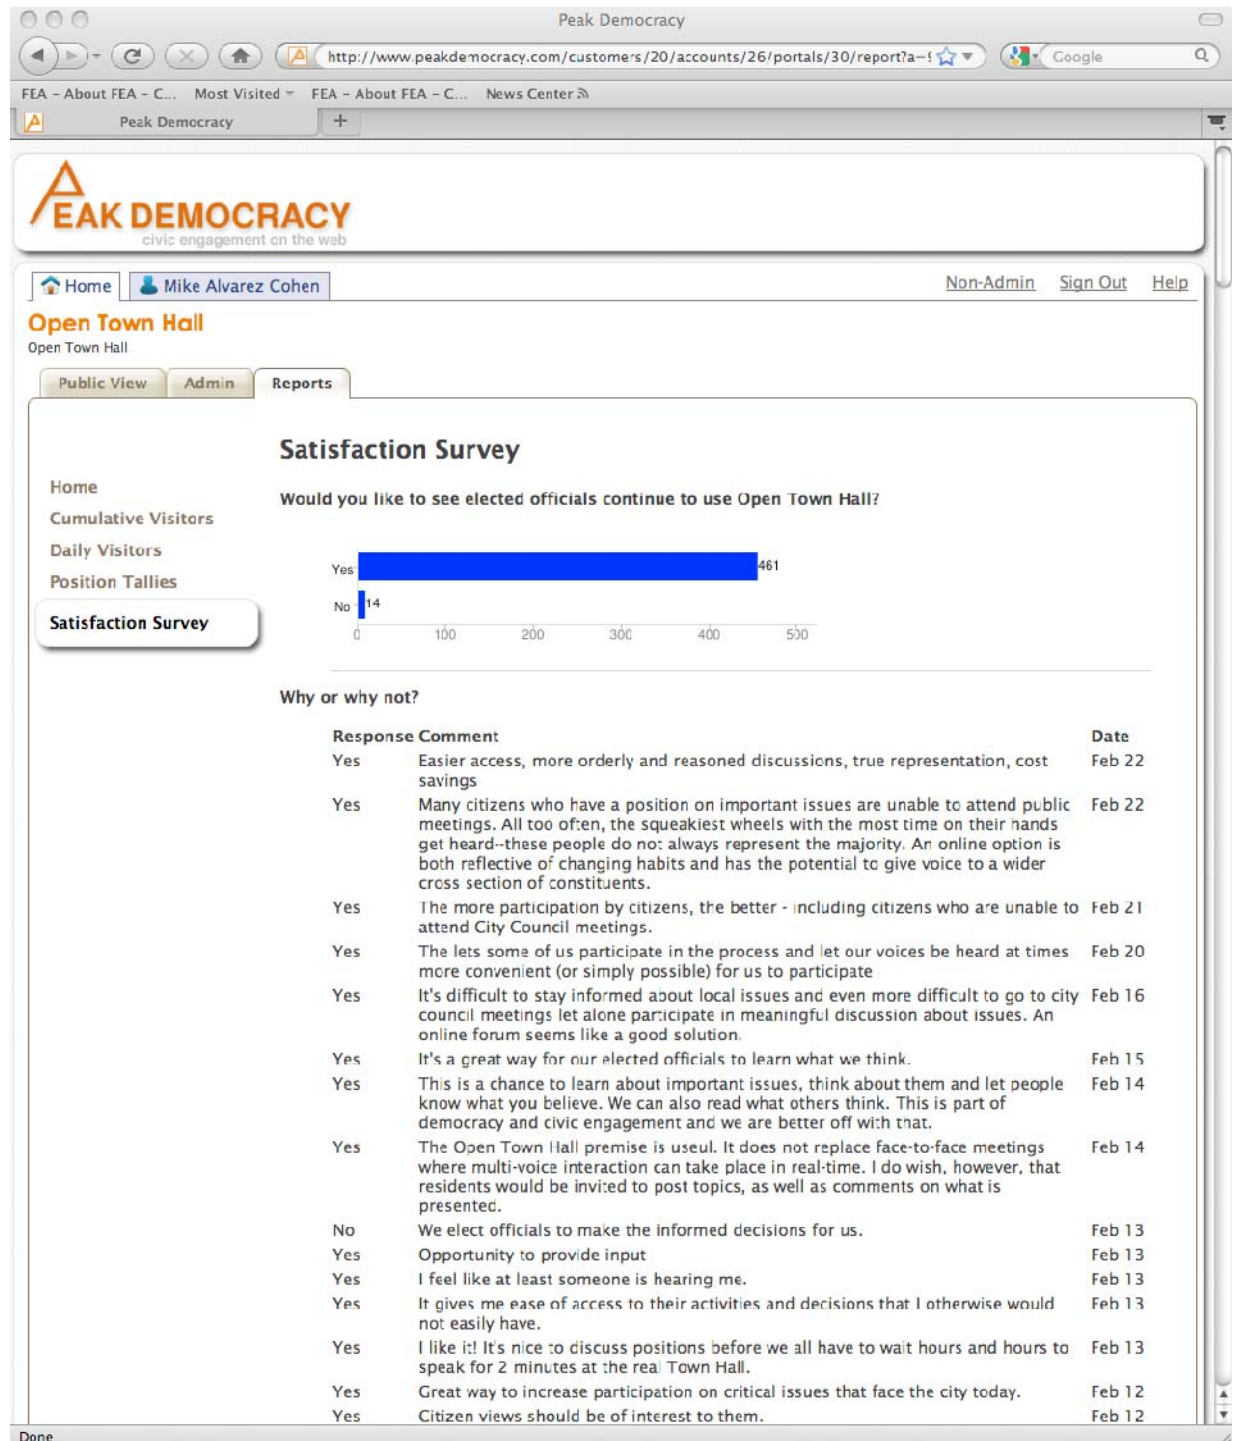 Peak Democracy
http://www.peakdemocracy.com/customers/20/accounts/26/portals/30/report?a=
Google
FEA - About FEA - C...
Most Visited
FEA - About FEA - C...
News Center
Peak Democracy
+
PEAK DEMOCRACY
civic engagement on the web
Home
Mike Alvarez Cohen
Non-Admin
Sign Out
Help
Open Town Hall
Open Town Hall
Public View
Admin
Reports
Satisfaction Survey
Home
Cumulative Visitors
Daily Visitors
Position Tallies
Satisfaction Survey
Would you like to see elected officials continue to use Open Town Hall?
Yes
461
No
14
0 100 200 300 400 500
Why or why not?
Response Comment Date
Yes Easier access, more orderly and reasoned discussions, true representation, cost Feb 22
savings
Yes Many citizens who have a position on important issues are unable to attend public Feb 22
meetings. All too often, the squeakiest wheels with the most time on their hands
get heard--these people do not always represent the majority. An online option is
both reflective of changing habits and has the potential to give voice to a wider
cross section of constituents.
Yes The more participation by citizens, the better - including citizens who are unable to Feb 21
attend City Council meetings.
Yes The lets some of us participate in the process and let our voices be heard at times Feb 20
more convenient (or simply possible) for us to participate
Yes It's difficult to stay informed about local issues and even more difficult to go to city Feb 16
council meetings let alone participate in meaningful discussion about issues. An
online forum seems like a good solution.
Yes It's a great way for our elected officials to learn what we think. Feb 15
Yes This is a chance to learn about important issues, think about them and let people Feb 14
know what you believe. We can also read what others think. This is part of
democracy and civic engagement and we are better off with that.
Yes The Open Town Hall premise is useul. It does not replace face-to-face meetings Feb 14
where multi-voice interaction can take place in real-time. I do wish, however, that
residents would be invited to post topics, as well as comments on what is
presented.
No We elect officials to make the informed decisions for us. Feb 13
Yes Opportunity to provide input Feb 13
Yes I feel like at least someone is hearing me. Feb 13
Yes It gives me ease of access to their activities and decisions that I otherwise would Feb 13
not easily have.
Yes I like it! It's nice to discuss positions before we all have to wait hours and hours to Feb 13
speak for 2 minutes at the real Town Hall.
Yes Great way to increase participation on critical issues that face the city today. Feb 12
Yes Citizen views should be of interest to them. Feb 12
Done